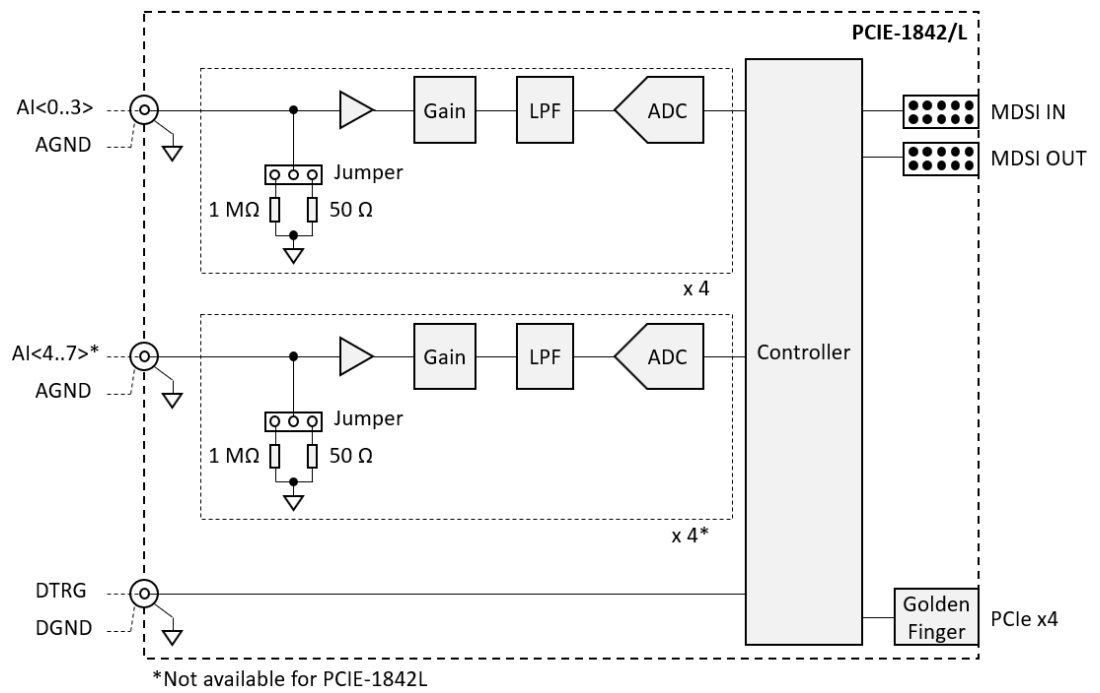 PCIE-1842/L
AI<0..3>
AGND
Gain
LPF
ADC
MDSI IN
MDSI OUT
Jumper
1 MΩ
50 Ω
x 4
AI<4..7>*
AGND
Gain
LPF
ADC
Controller
Jumper
1 MΩ
50 Ω
x 4*
DTRG
DGND
Golden
Finger
PCIe x4
*Not available for PCIE-1842L